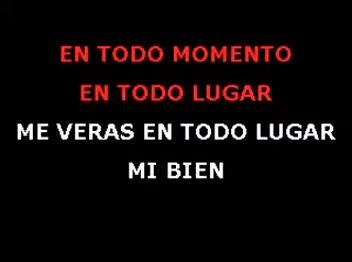 EN TODO MOMENTO
EN TODO LUGAR
ME VERAS EN TODO LUGAR
MI BIEN